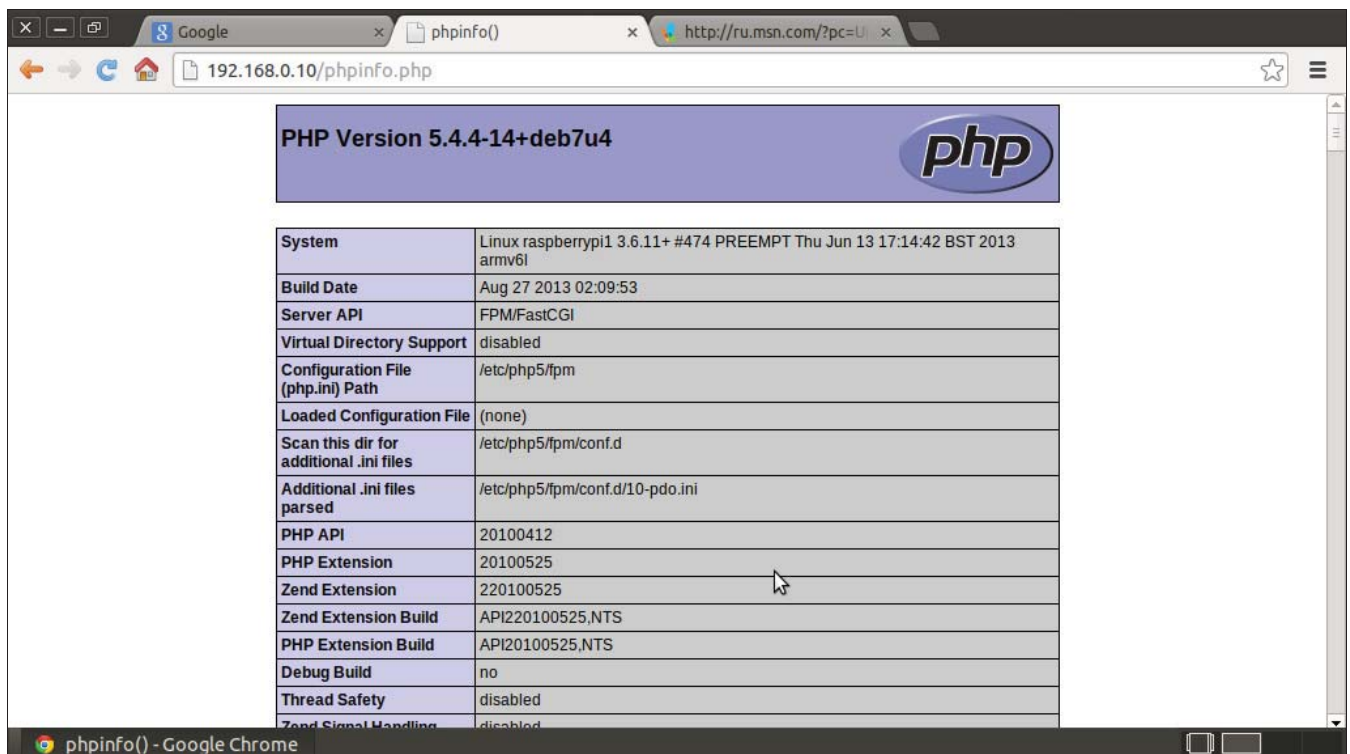 Google
phpinfo()
http://ru.msn.com/?pc=U
192.168.0.10/phpinfo.php
PHP Version 5.4.4-14+deb7u4
php
System
Linux raspberrypi1 3.6.11+ #474 PREEMPT Thu Jun 13 17:14:42 BST 2013
armv6l
Build Date
Aug 27 2013 02:09:53
Server API
FPM/FastCGI
Virtual Directory Support
disabled
Configuration File
(php.ini) Path
/etc/php5/fpm
Loaded Configuration File
(none)
Scan this dir for
additional .ini files
/etc/php5/fpm/conf.d
Additional .ini files
parsed
/etc/php5/fpm/conf.d/10-pdo.ini
PHP API
20100412
PHP Extension
20100525
Zend Extension
220100525
Zend Extension Build
API220100525,NTS
PHP Extension Build
API20100525,NTS
Debug Build
no
Thread Safety
disabled
Zend Signal Handling
disabled
phpinfo() - Google Chrome